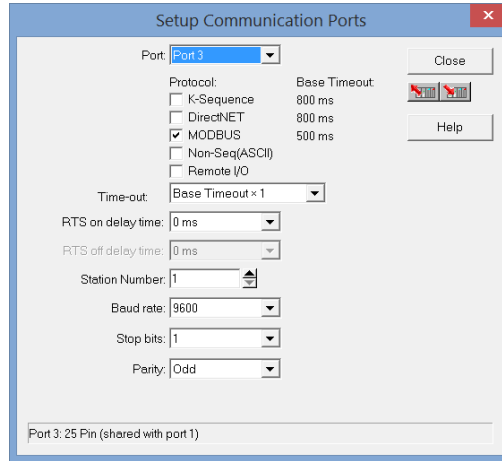 Setup Communication Ports
x
Port: Port 3
Close
Protocol: Base Timeout:
K-Sequence 800 ms
DirectNET 800 ms
MODBUS 500 ms
Help
Non-Seq(ASCII)
Remote I/O
Time-out: Base Timeout × 1
RTS on delay time: 0 ms
RTS off delay time: 0 ms
Station Number: 1
Baud rate: 9600
Stop bits: 1
Parity: Odd
Port 3: 25 Pin (shared with port 1)